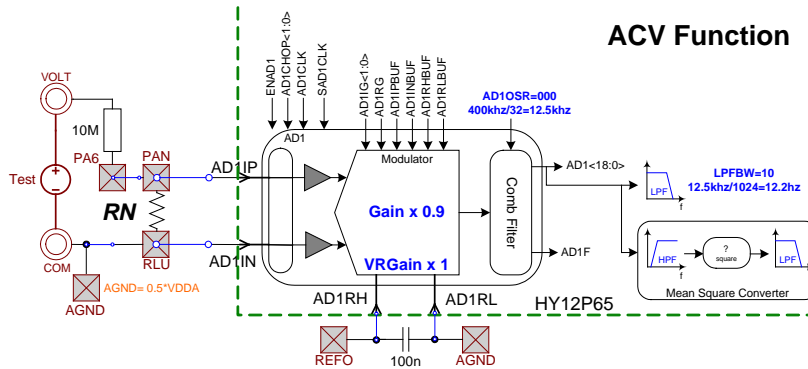 ACV Function
VOLT
10M
PA6
PAN
Test
RN
COM
RLU
AGND= 0.5*VDDA
AGND
ENAD1
AD1CHOP<1:0>
AD1CLK
SAD1CLK
AD1IG<1:0>
AD1RG
AD1IPBUF
AD1INBUF
AD1RHBUF
AD1RLBUF
AD1OSR=000
400khz/32=12.5khz
AD1
Modulator
AD1IP
AD1IN
Gain x 0.9
VRGain x 1
Comb Filter
AD1<18:0>
AD1F
LPF
f
LPFBW=10
12.5khz/1024=12.2hz
HPF
f
?
square
LPF
f
Mean Square Converter
AD1RH
AD1RL
HY12P65
REFO
100n
AGND